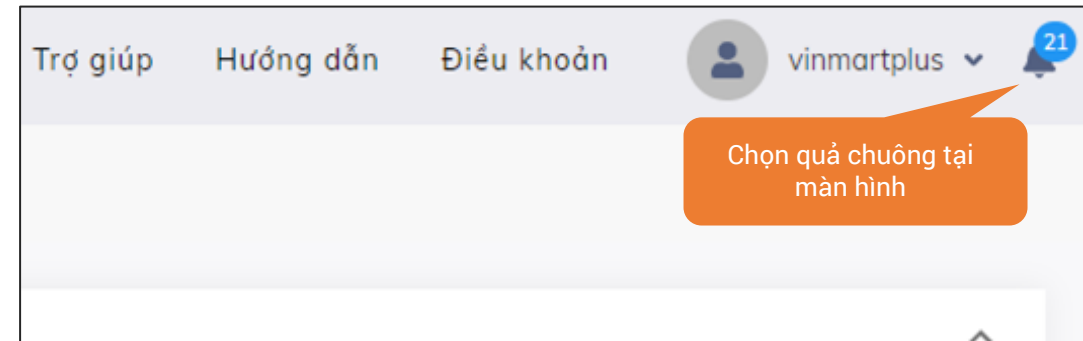 Trợ giúp Hướng dẫn Điều khoản vinmartplus 21
Chọn quả chuông tại
màn hình